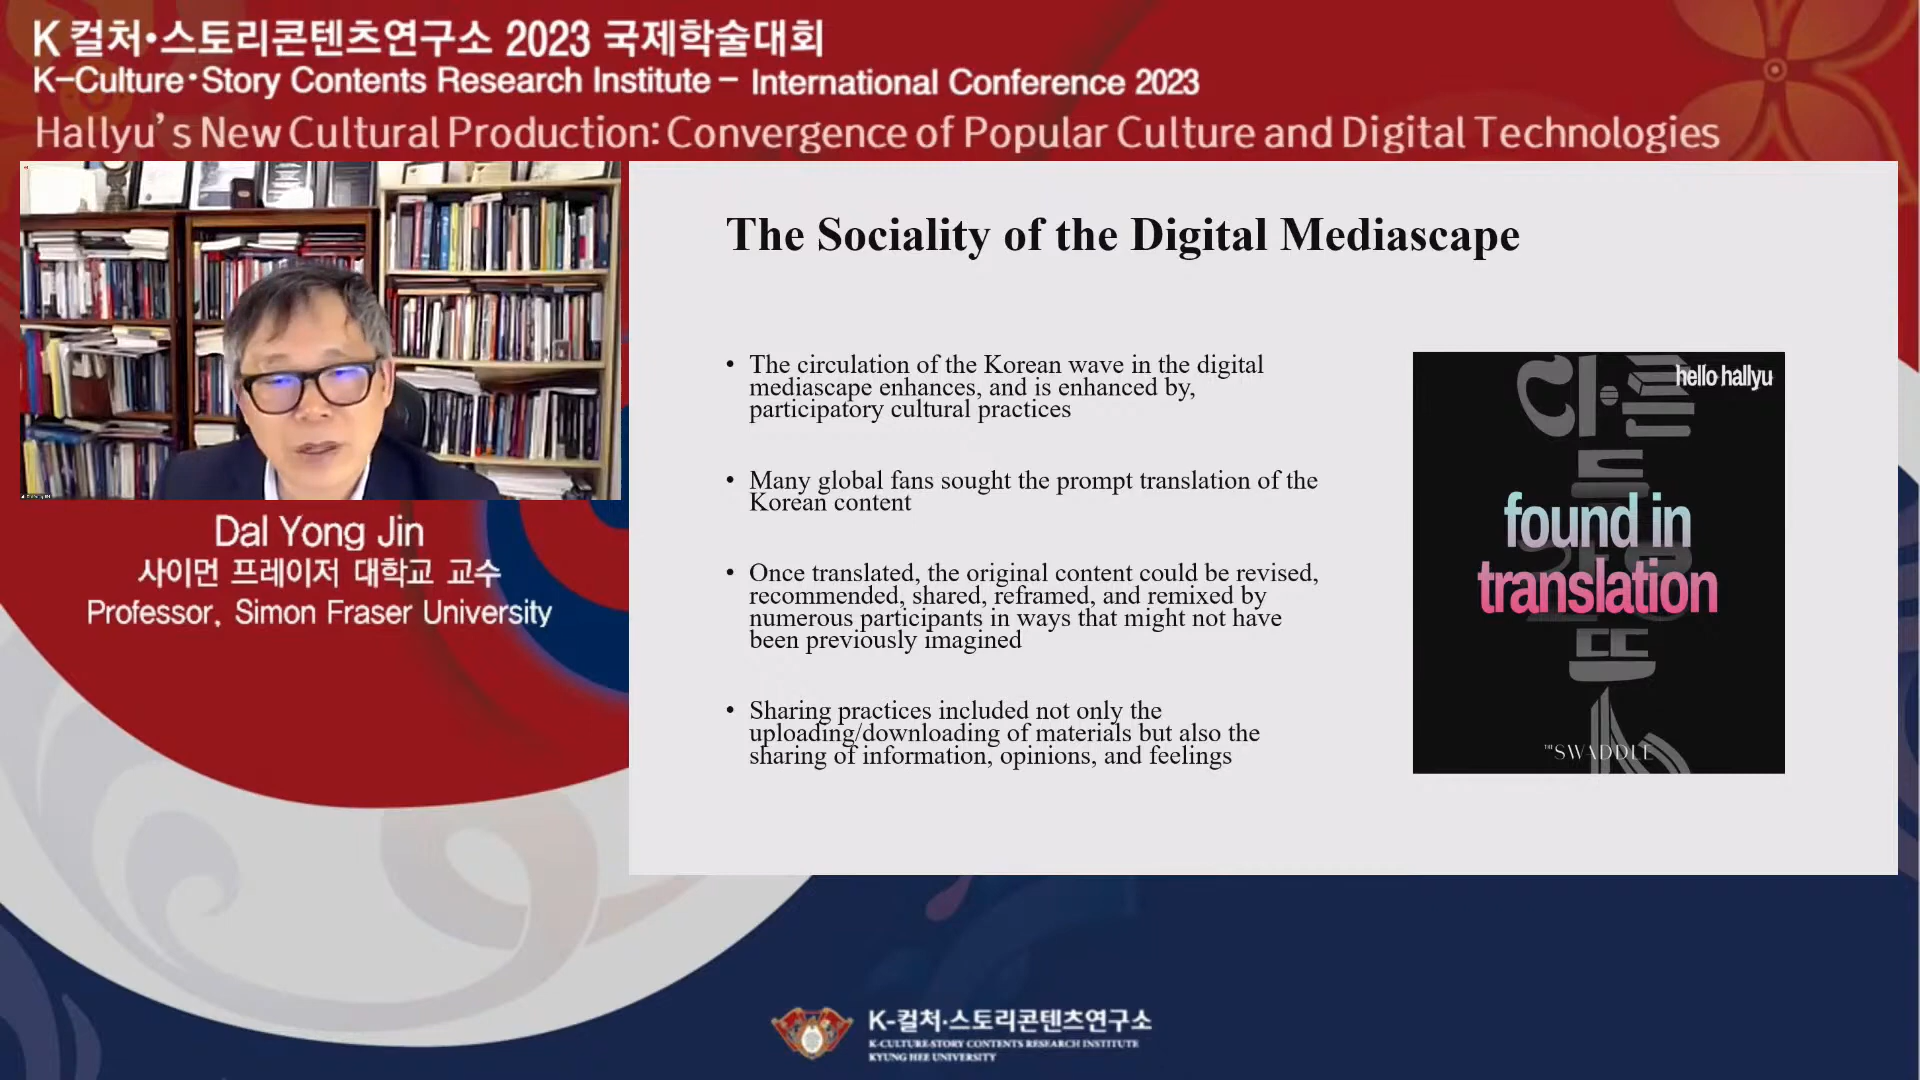 K 컬처•스토리콘텐츠연구소 2023 국제학술대회
K-Culture•Story Contents Research Institute - International Conference 2023
Hallyu's New Cultural Production: Convergence of Popular Culture and Digital Technologies
Dal Yong Jin
사이먼 프레이저 대학교 교수
Professor, Simon Fraser University
The Sociality of the Digital Mediascape
• The circulation of the Korean wave in the digital
mediascape enhances, and is enhanced by,
participatory cultural practices
• Many global fans sought the prompt translation of the
Korean content
• Once translated, the original content could be revised,
recommended, shared, reframed, and remixed by
numerous participants in ways that might not have
been previously imagined
• Sharing practices included not only the
uploading/downloading of materials but also the
sharing of information, opinions, and feelings
hello hallyu
found in
translation
THE SWADDLE
K-컬처•스토리콘텐츠연구소
K-CULTURE•STORY CONTENTS RESEARCH INSTITUTE
KYUNG HEE UNIVERSITY